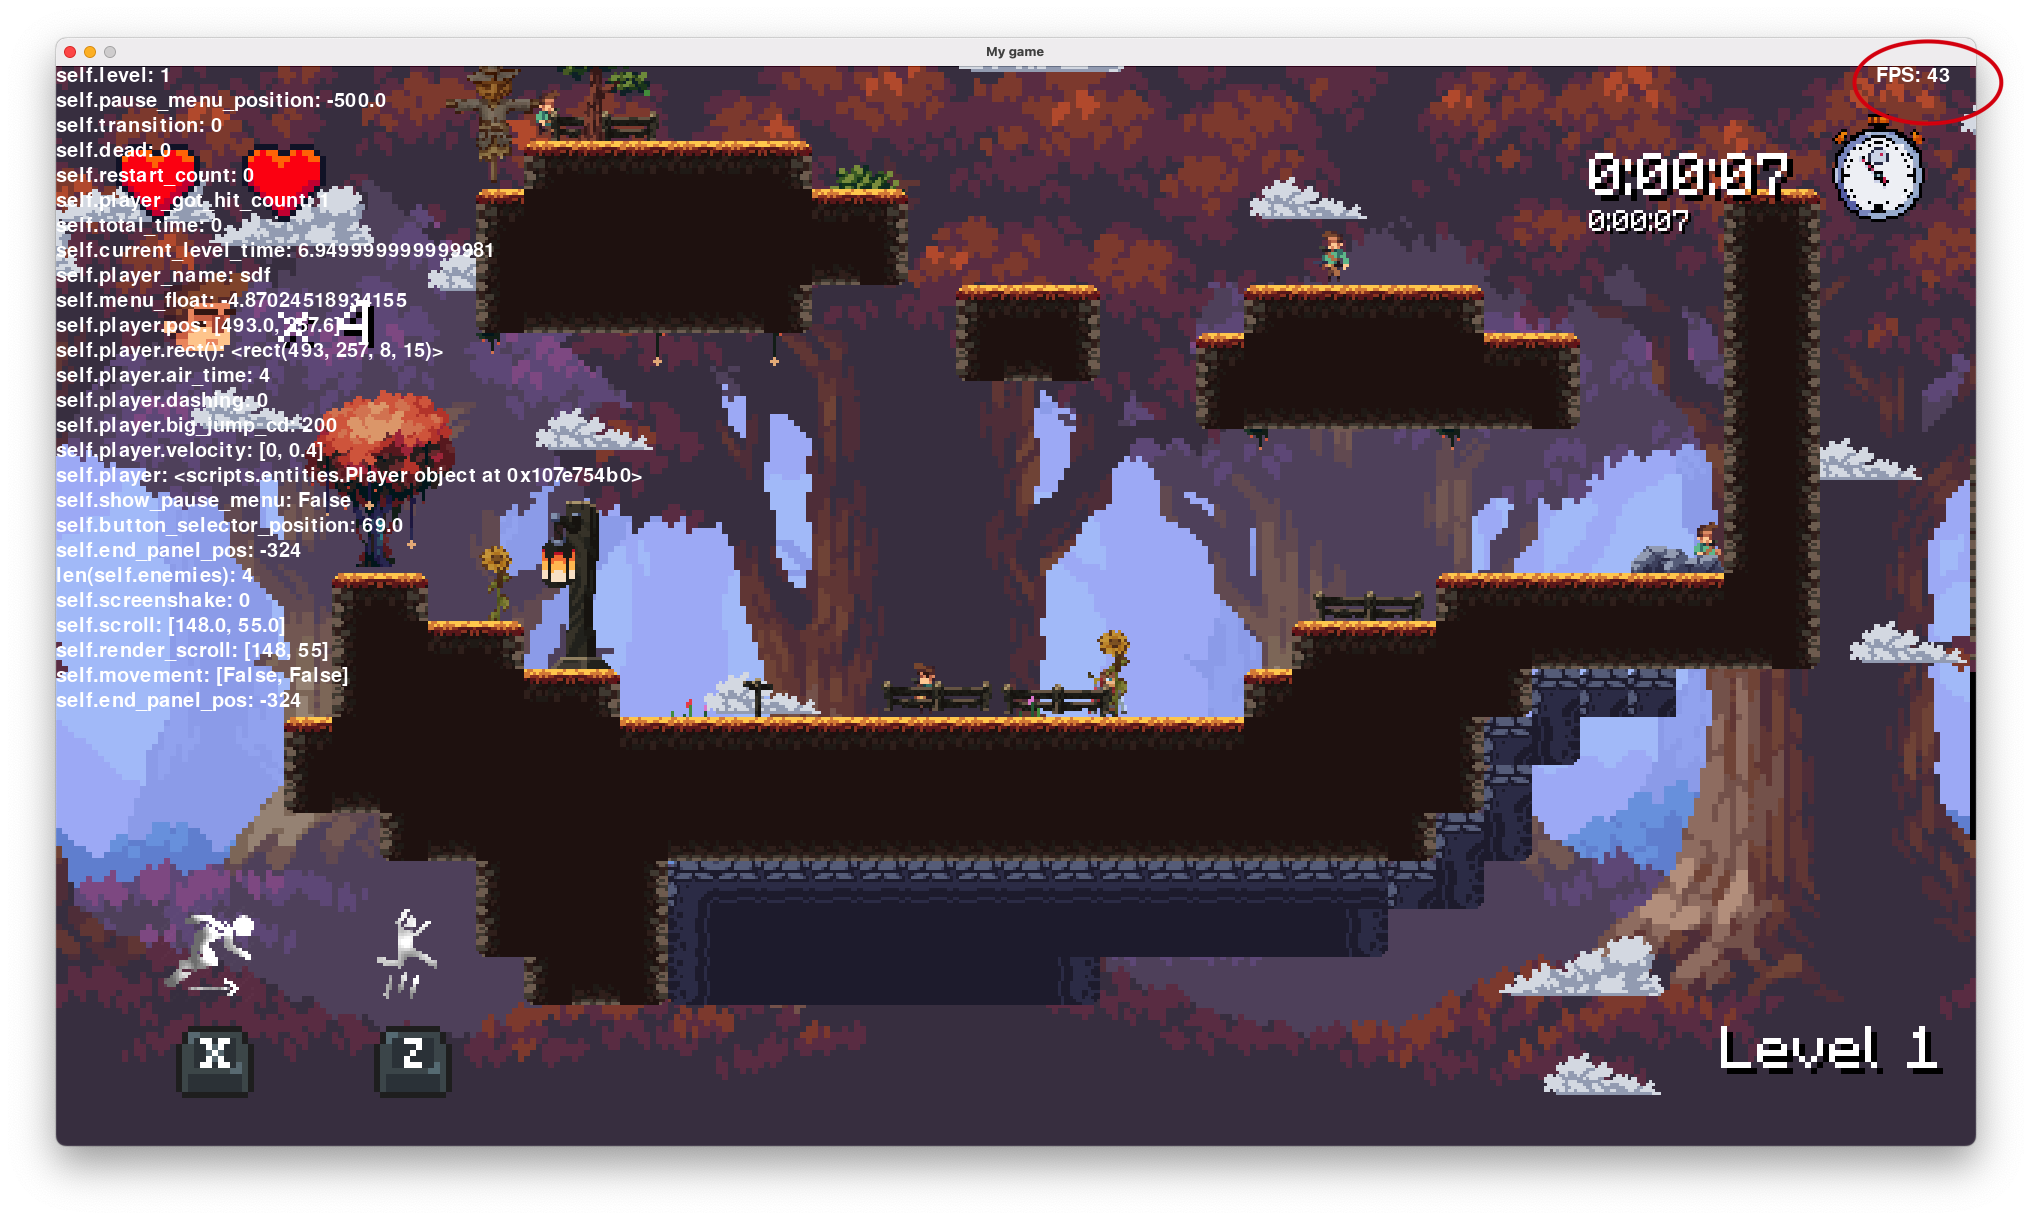 My game
self.level: 1
FPS: 43
self.pause_menu_position: -500.0
self.transition: 0
self.dead: 0
self.restart_count: 0
0:00:07
self.player_got_hit_count: 1
self.total_time: 0
0:00:07
self.current_level_time: 6.949999999999981
self.player_name: sdf
self.menu_float: -4.87024518934155
self.player.pos: [493.0, 257.6]
x 4
self.player.rect(): <rect(493, 257, 8, 15)>
self.player.air_time: 4
self.player.dashing: 0
self.player.big_jump_cd: 200
self.player.velocity: [0, 0.4]
self.player: <scripts.entities.Player object at 0x107e754b0>
self.show_pause_menu: False
self.button_selector_position: 69.0
self.end_panel_pos: -324
len(self.enemies): 4
self.screenshake: 0
self.scroll: [148.0, 55.0]
self.render_scroll: [148, 55]
self.movement: [False, False]
self.end_panel_pos: -324
X
Z
Level 1